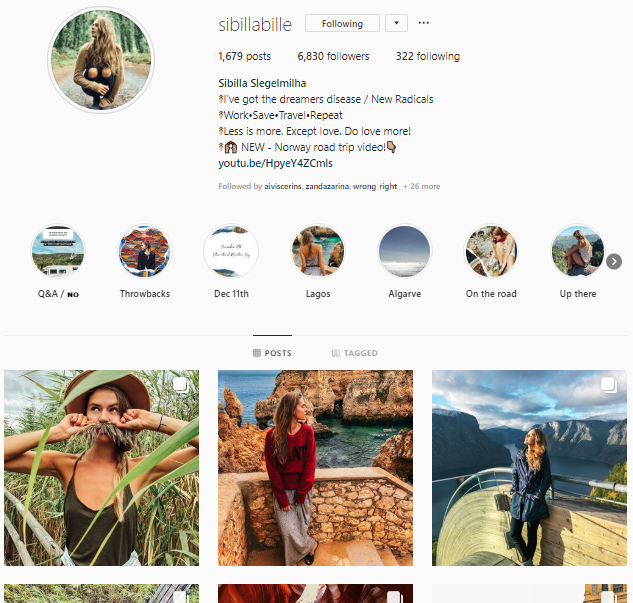 sibillabille Following
1,679 posts 6,830 followers 322 following
Sibilla Slegelmilha
I've got the dreamers disease / New Radicals
Work•Save•Travel•Repeat
Less is more. Except love. Do love more!
NEW - Norway road trip video!
youtu.be/HpyeY4ZCmls
Followed by aiviscerins, zandazarina, wrong_right + 26 more
Q&A / NO Throwbacks Dec 11th Lagos Algarve On the road Up there
POSTS TAGGED